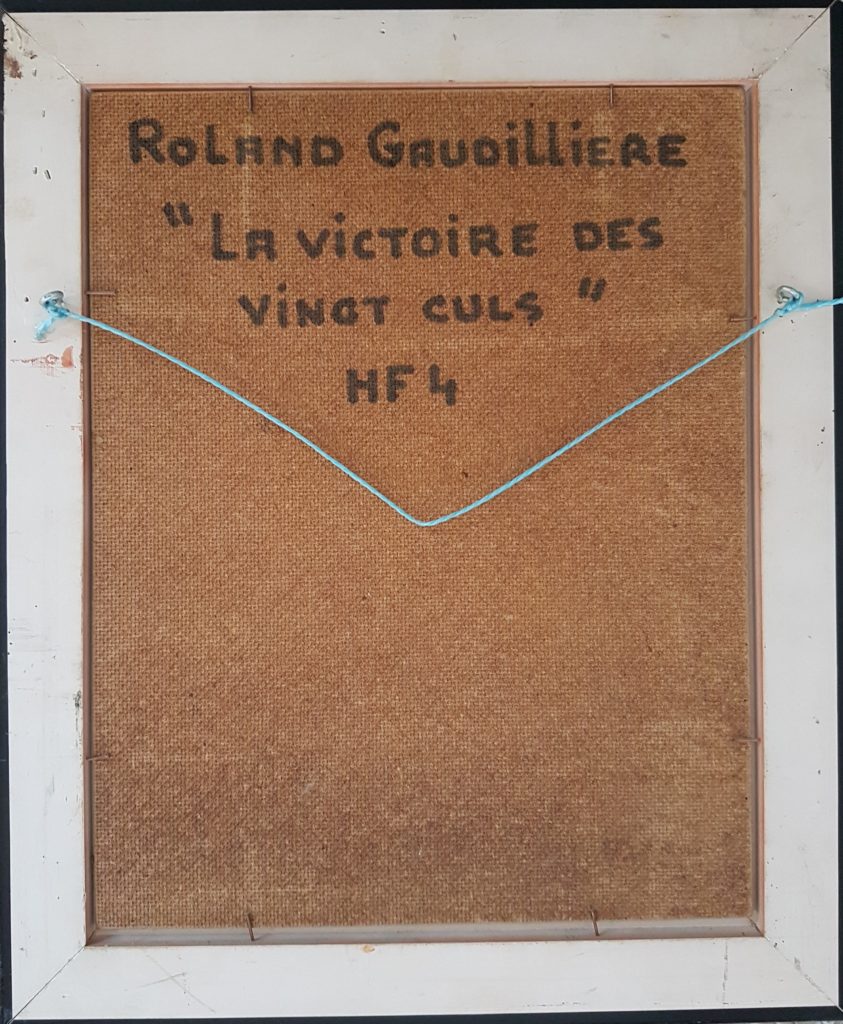 ROLAND GAUDILLIERE
"LA VICTOIRE DES
VINGT CULS"
HF4